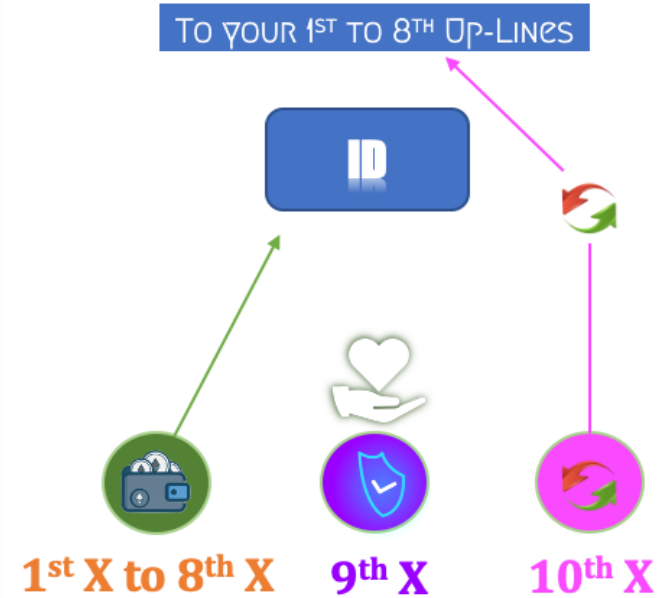 To your 1st to 8th Up-Lines
ID
1st X to 8th X
9th X
10th X